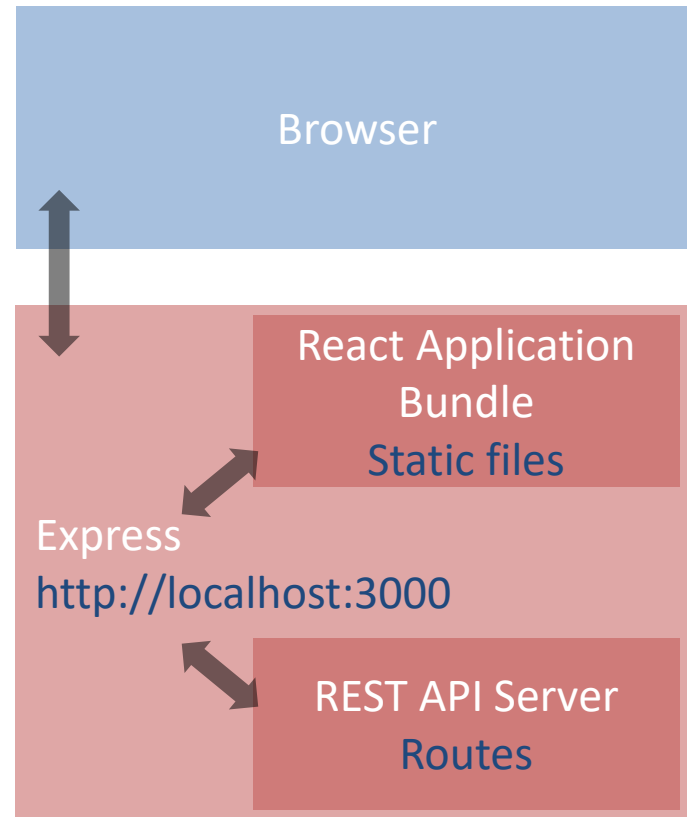 Browser
React Application
Bundle
Static files
Express
http://localhost:3000
REST API Server
Routes